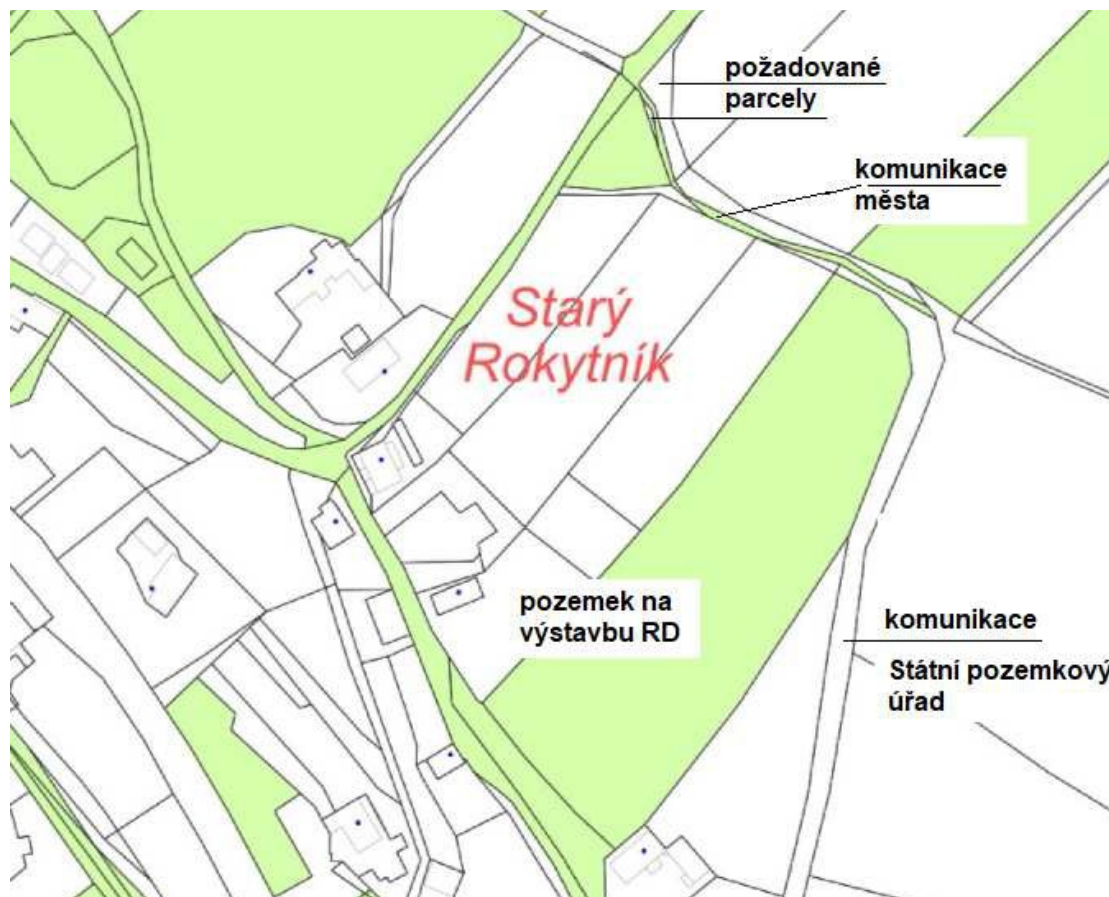 požadované
parcely
komunikace
města
Starý
Rokytník
pozemek na
výstavbu RD
komunikace
Státní pozemkový
úřad